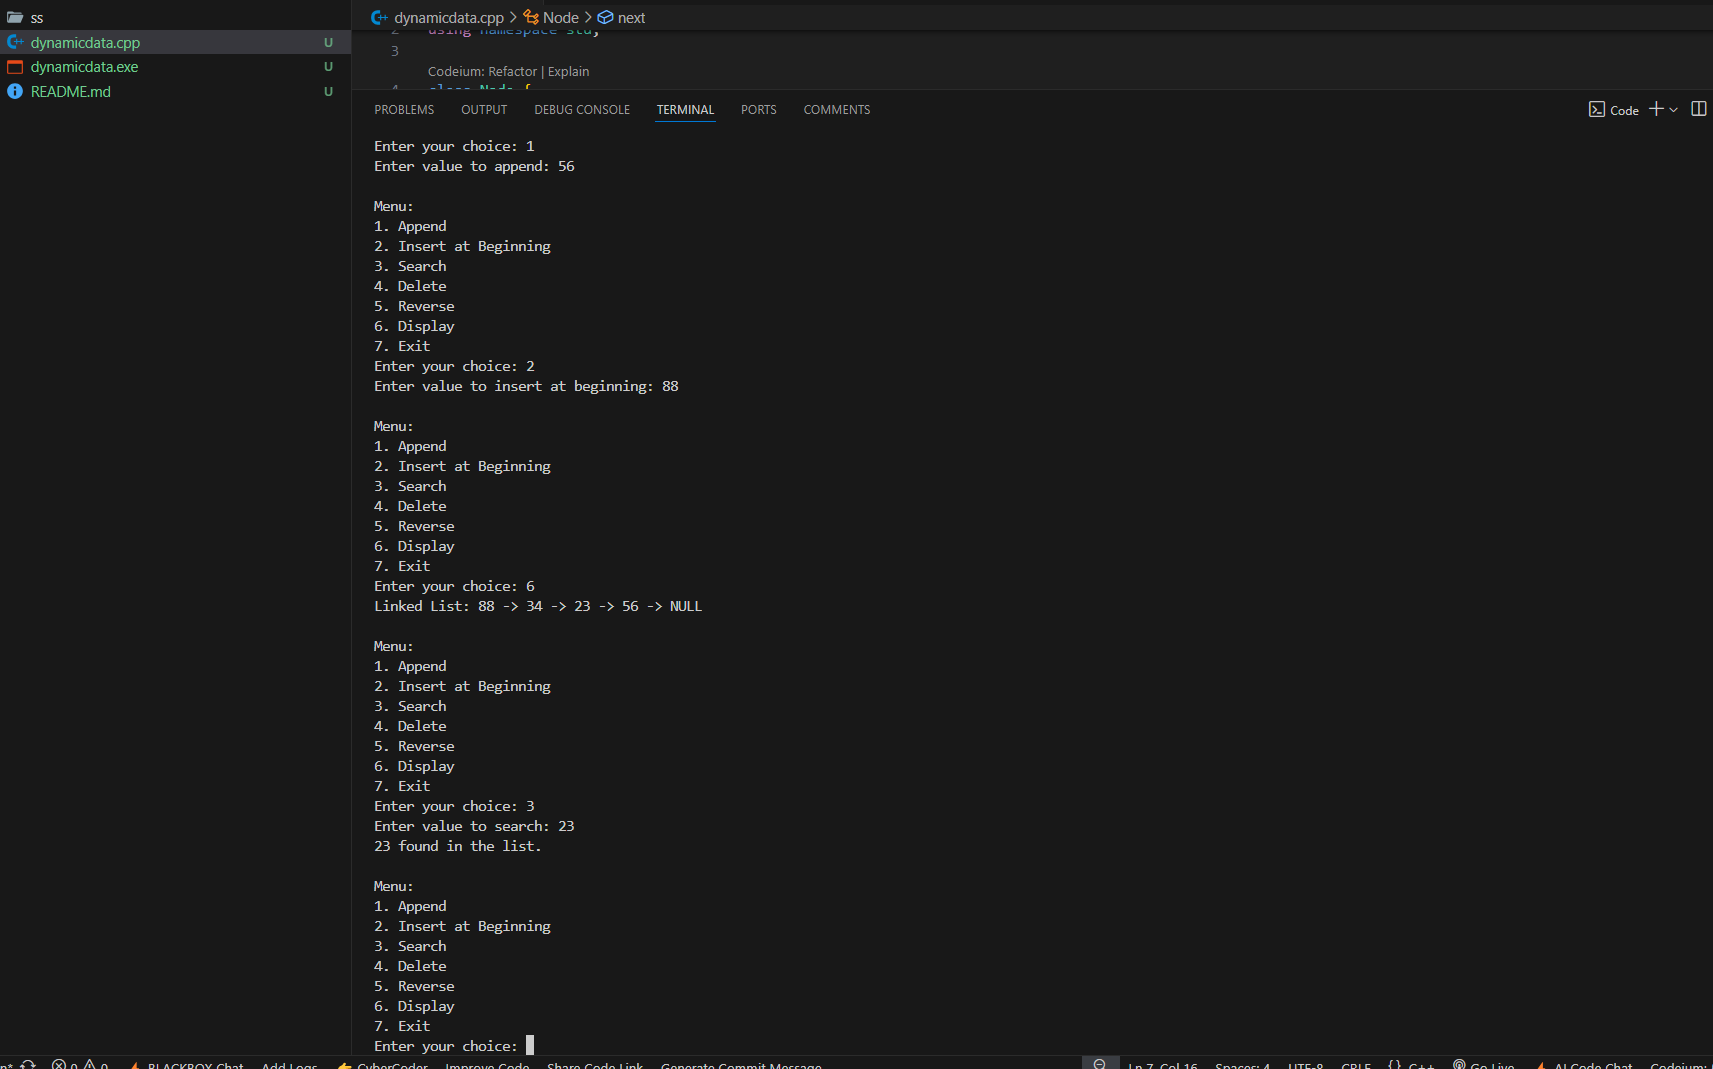 ss
dynamicdata.cpp U
dynamicdata.exe U
README.md U
dynamicdata.cpp > Node > next
2 using namespace std;
3
Codeium: Refactor | Explain
4 class Node {
PROBLEMS OUTPUT DEBUG CONSOLE TERMINAL PORTS COMMENTS
Code
Enter your choice: 1
Enter value to append: 56
Menu:
1. Append
2. Insert at Beginning
3. Search
4. Delete
5. Reverse
6. Display
7. Exit
Enter your choice: 2
Enter value to insert at beginning: 88
Menu:
1. Append
2. Insert at Beginning
3. Search
4. Delete
5. Reverse
6. Display
7. Exit
Enter your choice: 6
Linked List: 88 -> 34 -> 23 -> 56 -> NULL
Menu:
1. Append
2. Insert at Beginning
3. Search
4. Delete
5. Reverse
6. Display
7. Exit
Enter your choice: 3
Enter value to search: 23
23 found in the list.
Menu:
1. Append
2. Insert at Beginning
3. Search
4. Delete
5. Reverse
6. Display
7. Exit
Enter your choice:
n* 0 0 BLACKBOX Chat Add Logs CyberCoder Improve Code Share Code Link Generate Commit Message Ln 7, Col 16 Spaces: 4 UTF-8 CRLF {} C++ Go Live AI Code Chat Codeium: